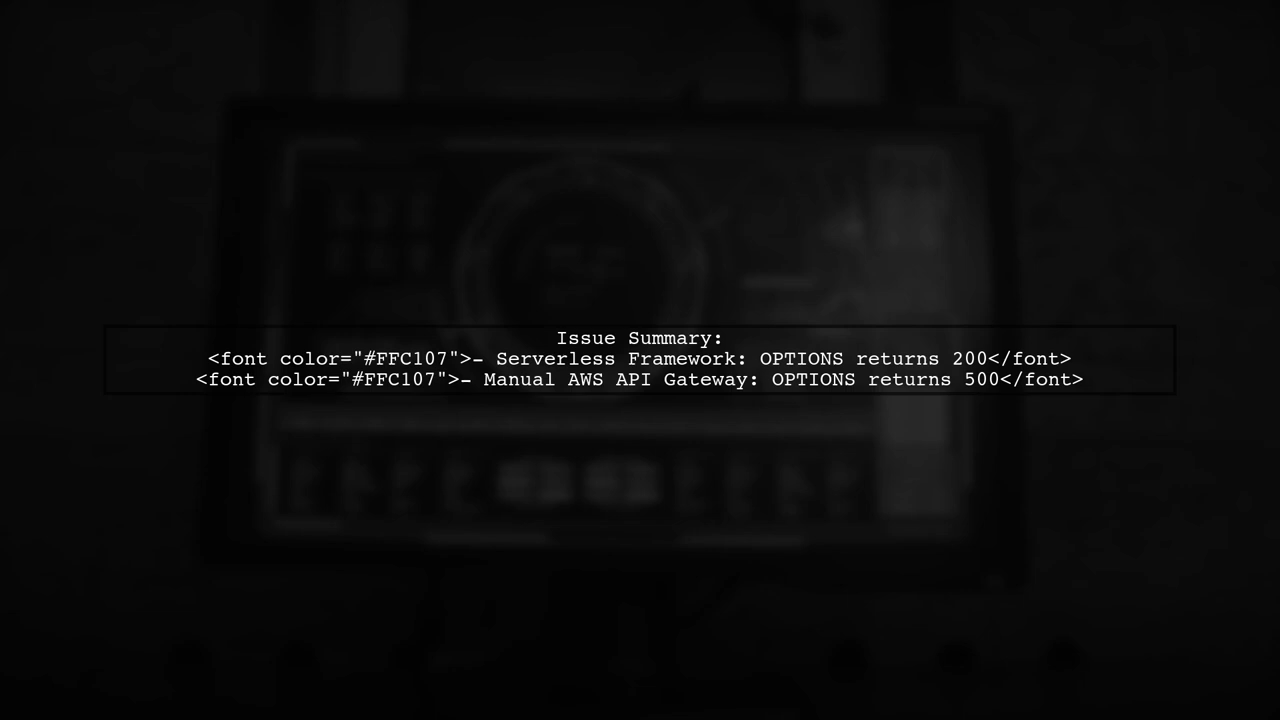 Issue Summary:
<font color="#FFC107">- Serverless Framework: OPTIONS returns 200</font>
<font color="#FFC107">- Manual AWS API Gateway: OPTIONS returns 500</font>